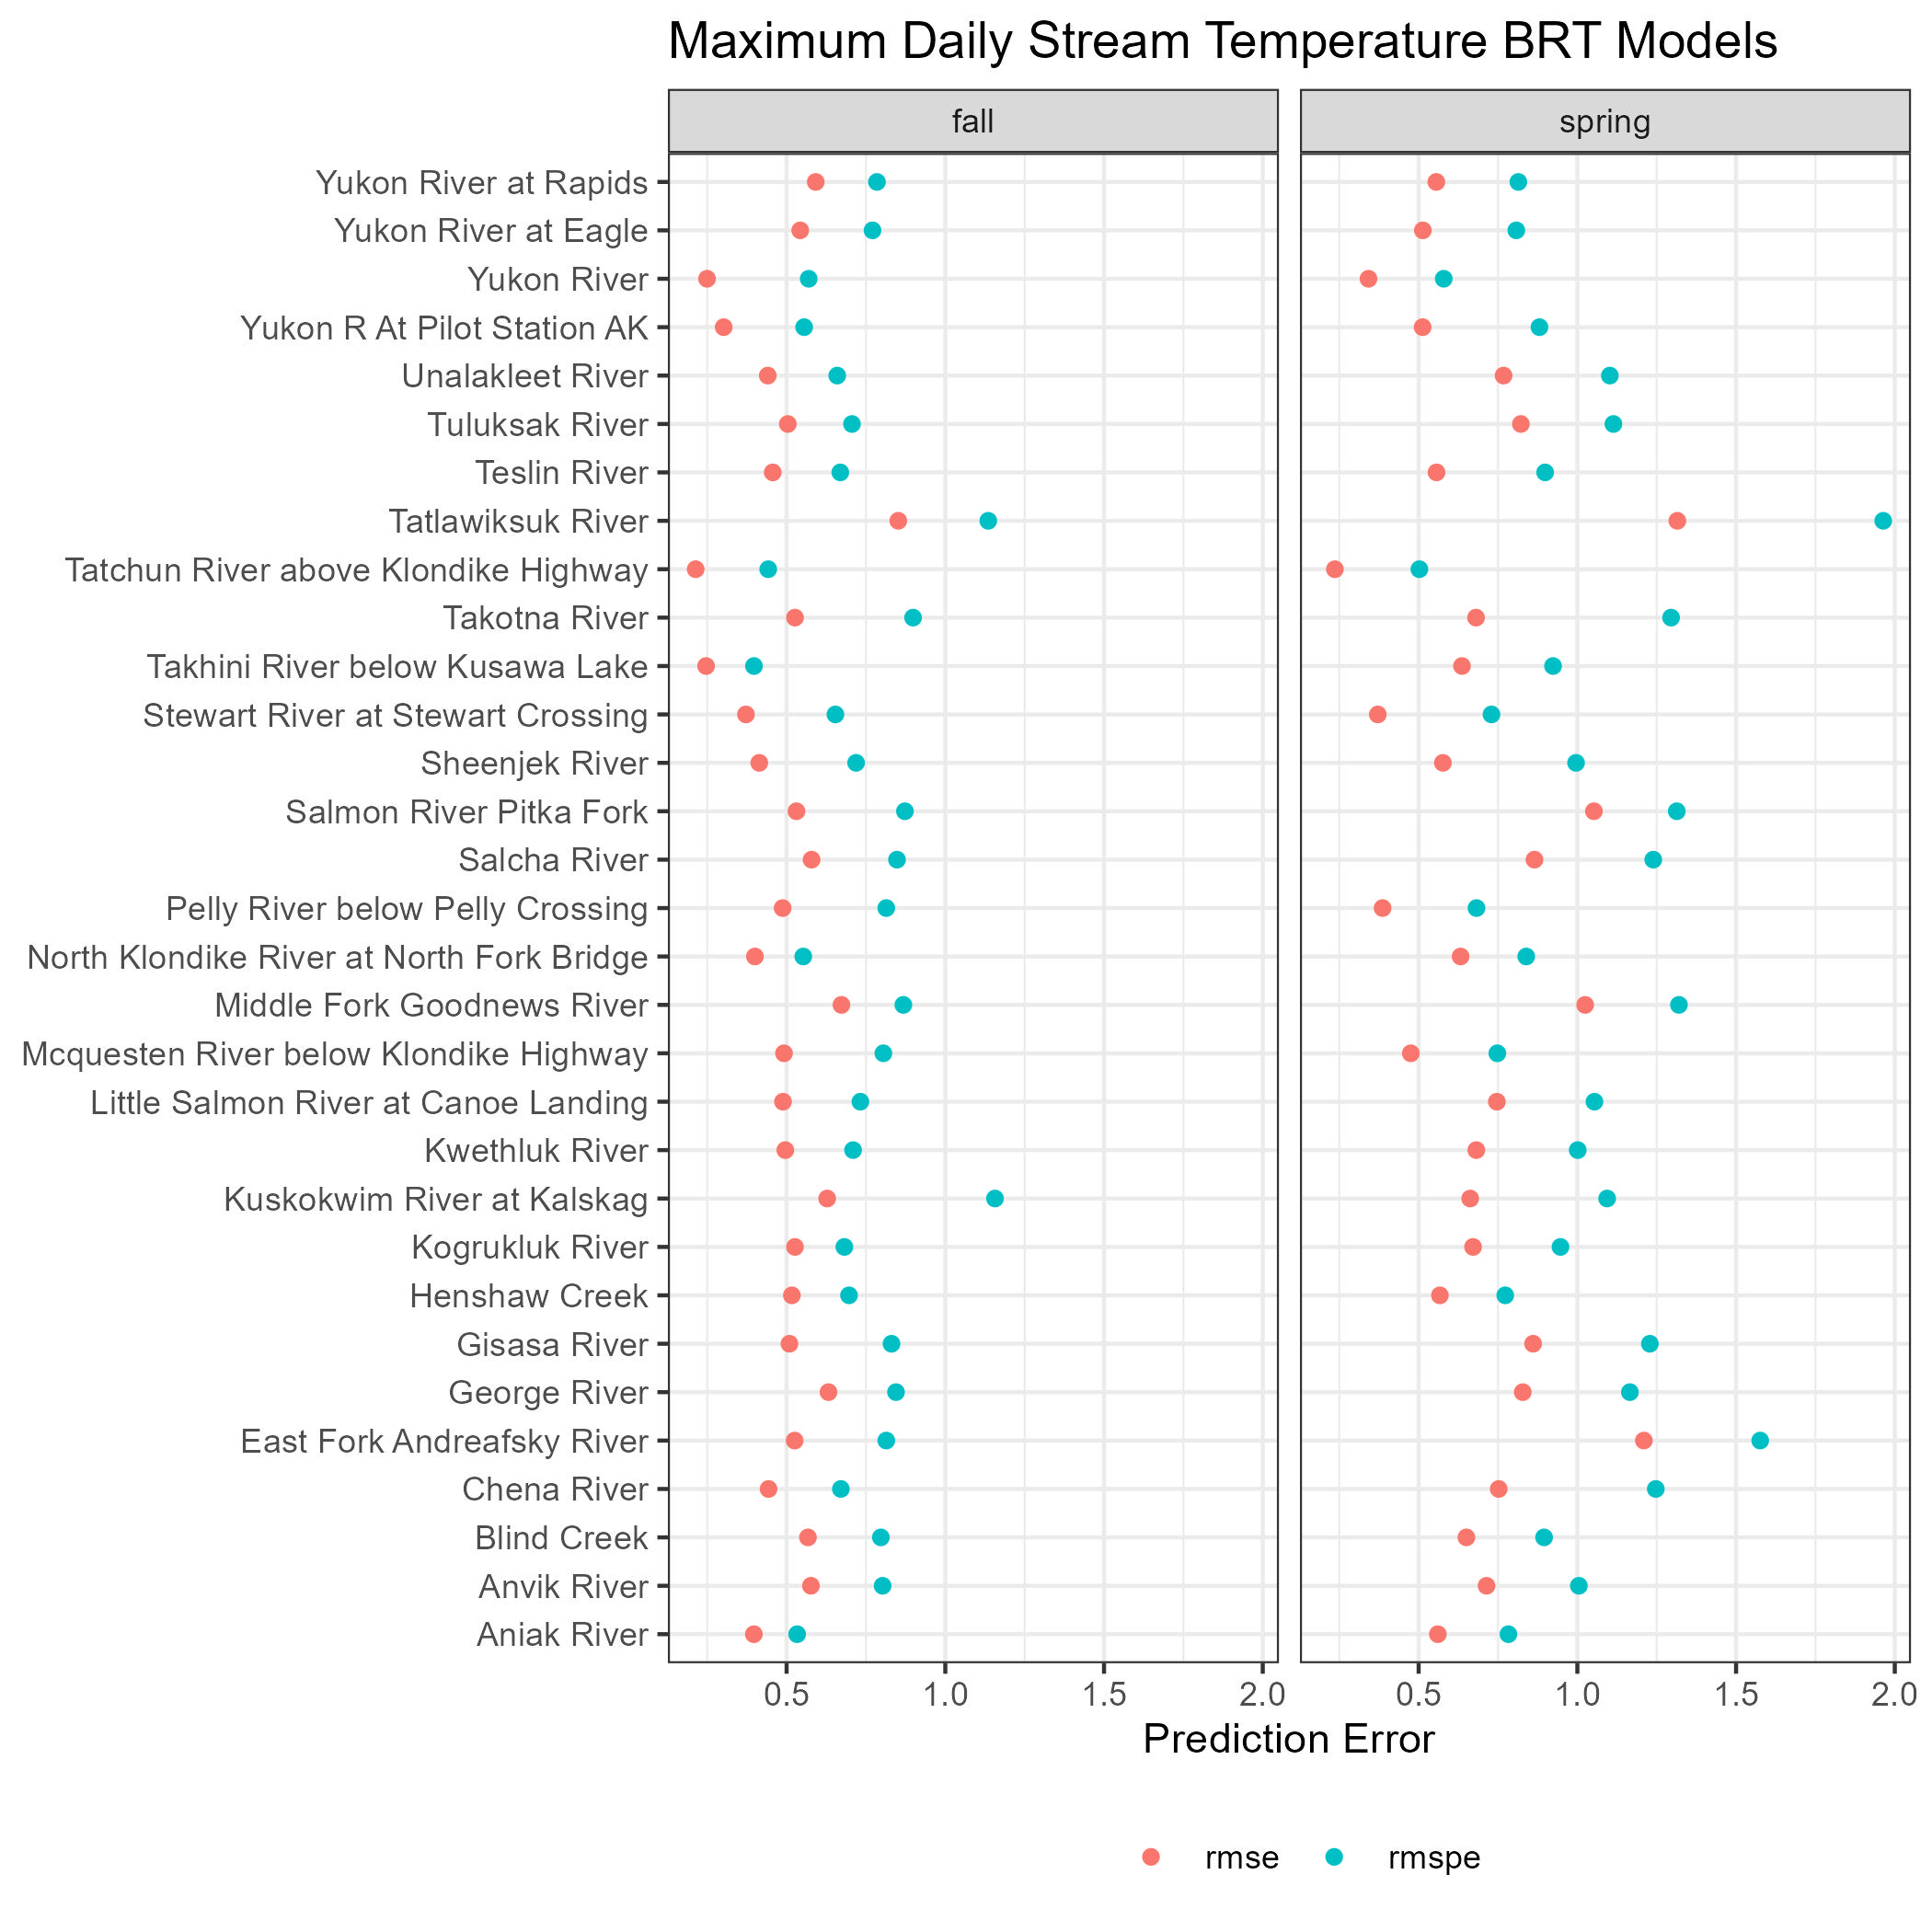 Maximum Daily Stream Temperature BRT Models
fall
spring
Yukon River at Rapids
Yukon River at Eagle
Yukon River
Yukon R At Pilot Station AK
Unalakleet River
Tuluksak River
Teslin River
Tatlawiksuk River
Tatchun River above Klondike Highway
Takotna River
Takhini River below Kusawa Lake
Stewart River at Stewart Crossing
Sheenjek River
Salmon River Pitka Fork
Salcha River
Pelly River below Pelly Crossing
North Klondike River at North Fork Bridge
Middle Fork Goodnews River
Mcquesten River below Klondike Highway
Little Salmon River at Canoe Landing
Kwethluk River
Kuskokwim River at Kalskag
Kogrukluk River
Henshaw Creek
Gisasa River
George River
East Fork Andreafsky River
Chena River
Blind Creek
Anvik River
Aniak River
0.5 1.0 1.5 2.0 0.5 1.0 1.5 2.0
Prediction Error
rmse rmspe